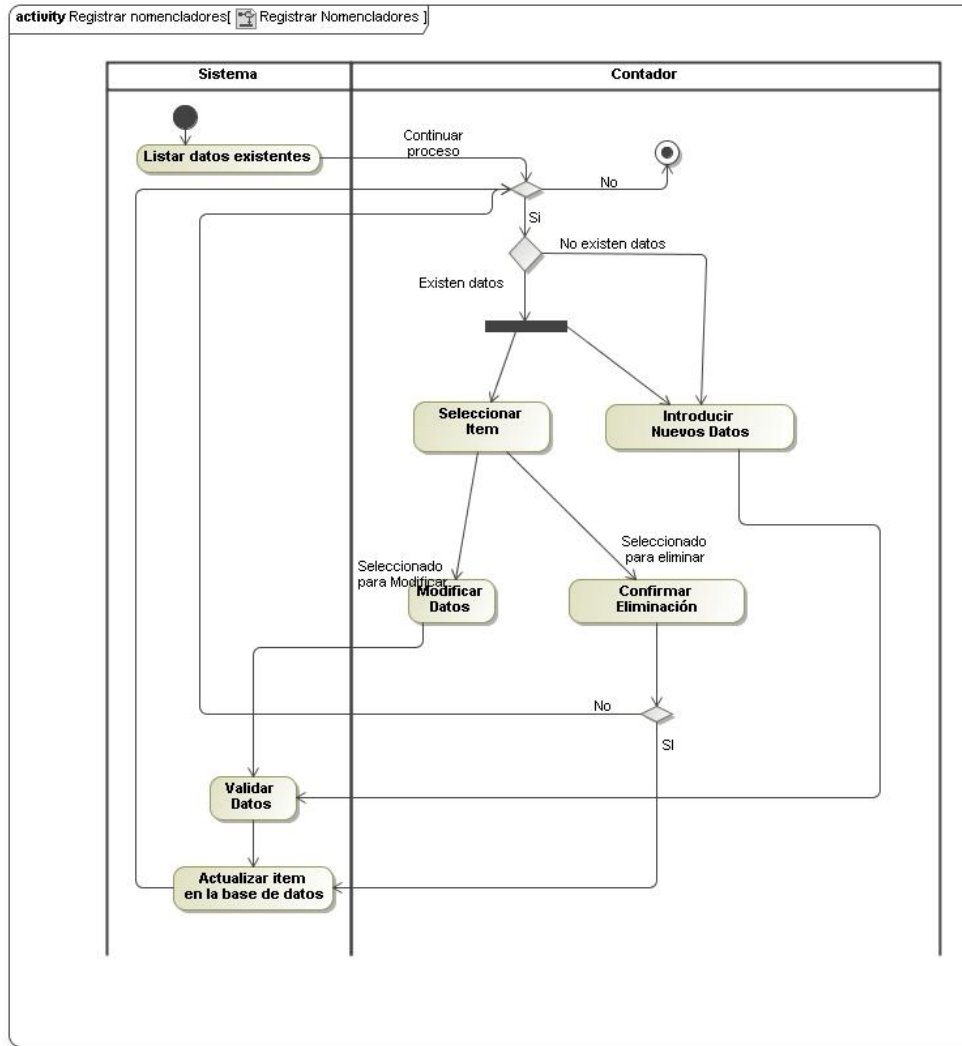 activity Registrar nomencladores[ Registrar Nomencladores ]
Sistema
Contador
Continuar
proceso
Listar datos existentes
No
Si
No existen datos
Existen datos
Seleccionar
Item
Introducir
Nuevos Datos
Seleccionado
para eliminar
Seleccionado
para Modificar
Modificar
Datos
Confirmar
Eliminación
No
SI
Validar
Datos
Actualizar item
en la base de datos